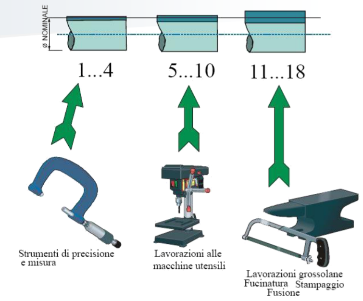 Ø NOMINALE
1...4
5...10
11...18
Strumenti di precisione
e misura
Lavorazioni alle
macchine utensili
Lavorazioni grossolane
Fucinatura Stampaggio
Fusione